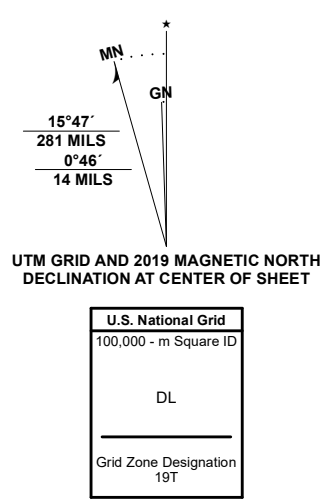 ★
MN
GN
15°47´
281 MILS
0°46´
14 MILS
UTM GRID AND 2019 MAGNETIC NORTH
DECLINATION AT CENTER OF SHEET
U.S. National Grid
100,000 - m Square ID
DL
Grid Zone Designation
19T